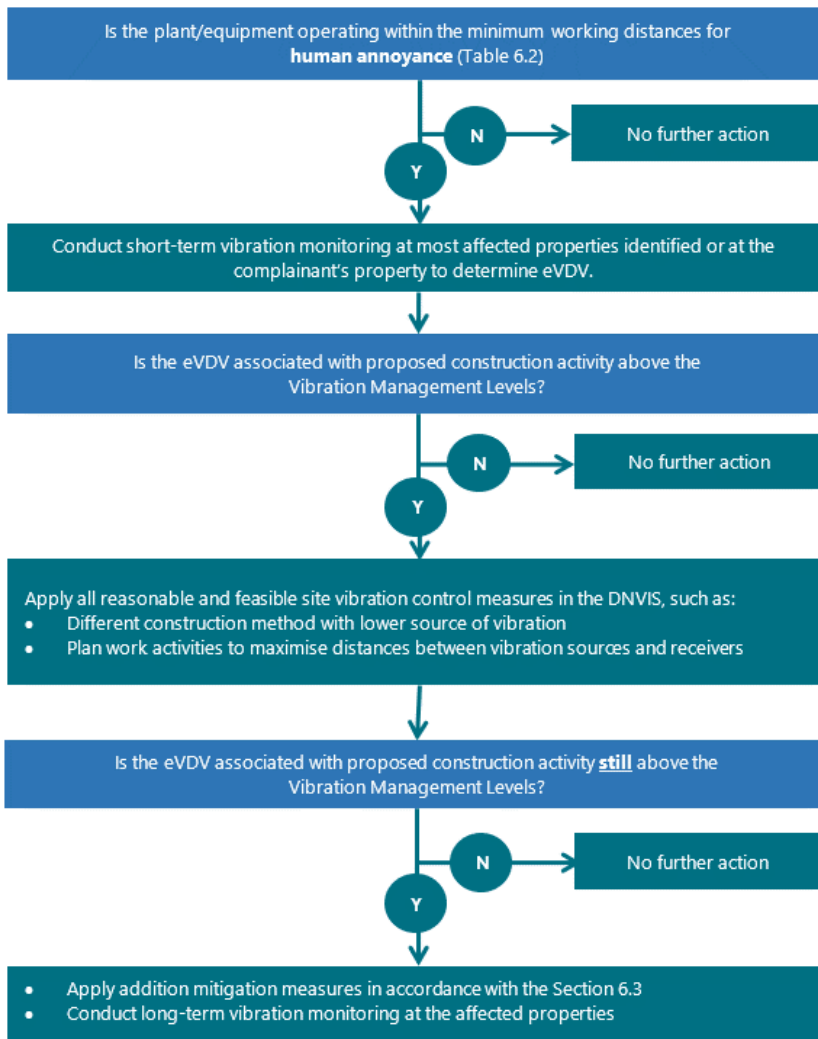 Is the plant/equipment operating within the minimum working distances for
human annoyance (Table 6.2)
N
No further action
Y
Conduct short-term vibration monitoring at most affected properties identified or at the
complainant's property to determine eVDV.
Is the eVDV associated with proposed construction activity above the
Vibration Management Levels?
N
No further action
Y
Apply all reasonable and feasible site vibration control measures in the DNVIS, such as:
• Different construction method with lower source of vibration
• Plan work activities to maximise distances between vibration sources and receivers
Is the eVDV associated with proposed construction activity still above the
Vibration Management Levels?
N
No further action
Y
• Apply addition mitigation measures in accordance with the Section 6.3
• Conduct long-term vibration monitoring at the affected properties